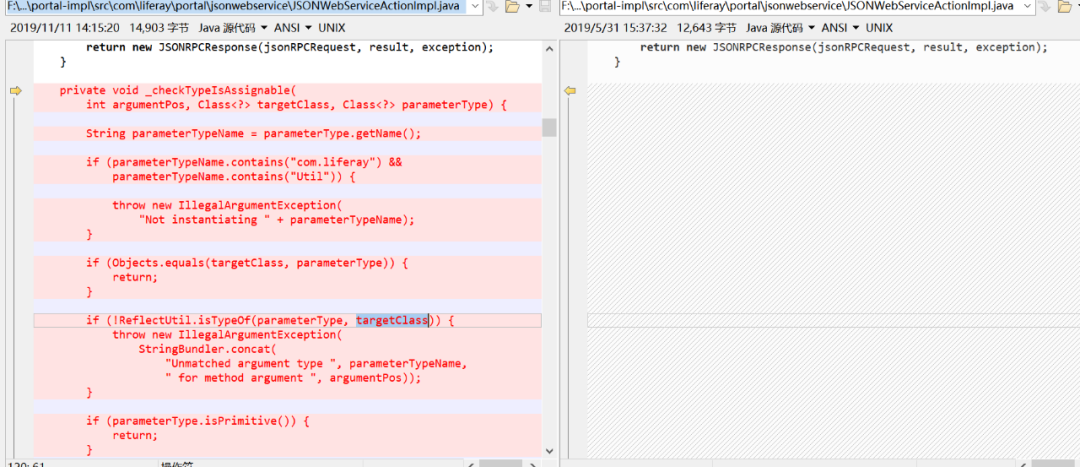 F:\...\portal-impl\src\com\liferay\portal\jsonwebservice\JSONWebServiceActionImpl.java
2019/11/11 14:15:20 14,903 字节 Java 源代码 ANSI UNIX
return new JSONRPCResponse(jsonRPCRequest, result, exception);
}
private void _checkTypeIsAssignable(
int argumentPos, Class<?> targetClass, Class<?> parameterType) {
String parameterTypeName = parameterType.getName();
if (parameterTypeName.contains("com.liferay") &&
parameterTypeName.contains("Util")) {
throw new IllegalArgumentException(
"Not instantiating " + parameterTypeName);
}
if (Objects.equals(targetClass, parameterType)) {
return;
}
if (!ReflectUtil.isTypeOf(parameterType, targetClass)) {
throw new IllegalArgumentException(
StringBundler.concat(
"Unmatched argument type ", parameterTypeName,
" for method argument ", argumentPos));
}
if (parameterType.isPrimitive()) {
return;
}
F:\...\portal-impl\src\com\liferay\portal\jsonwebservice\JSONWebServiceActionImpl.java
2019/5/31 15:37:32 12,643 字节 Java 源代码 ANSI UNIX
return new JSONRPCResponse(jsonRPCRequest, result, exception);
}